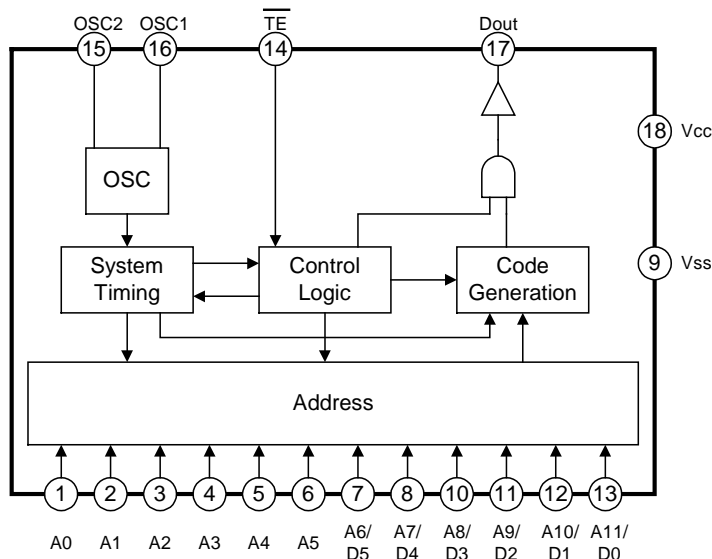 OSC2 OSC1 T̅E̅ Dout
15 16 14 17
18 Vcc
OSC
System
Timing
Control
Logic
Code
Generation
9 Vss
Address
1 2 3 4 5 6 7 8 10 11 12 13
A0 A1 A2 A3 A4 A5 A6/ A7/ A8/ A9/ A10/ A11/
D5 D4 D3 D2 D1 D0